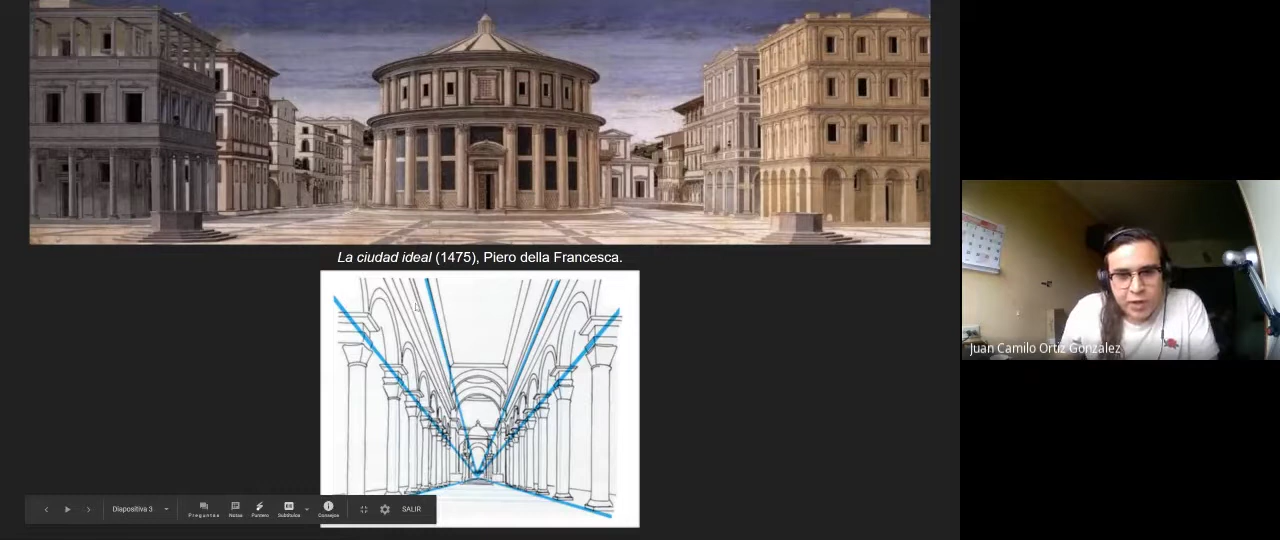 La ciudad ideal (1475), Piero della Francesca.
Juan Camilo Ortiz Gonzalez
Diapositiva 3
Preguntas
Notas
Puntero
Subtítulos
Consejos
SALIR